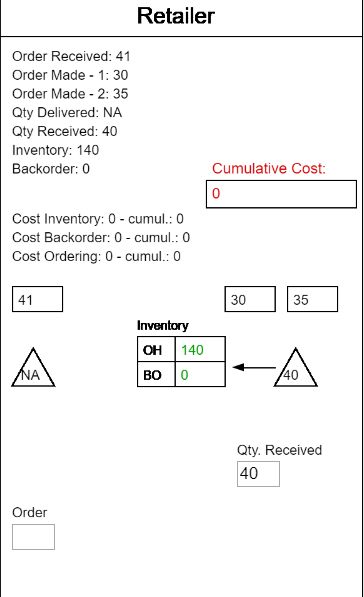 Retailer
Order Received: 41
Order Made - 1: 30
Order Made - 2: 35
Qty Delivered: NA
Qty Received: 40
Inventory: 140
Backorder: 0
Cumulative Cost:
0
Cost Inventory: 0 - cumul.: 0
Cost Backorder: 0 - cumul.: 0
Cost Ordering: 0 - cumul.: 0
41 30 35
Inventory
OH 140
NA BO 0 40
Qty. Received
40
Order